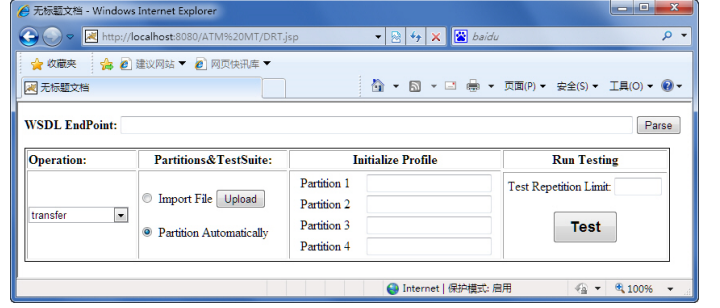 无标题文档 - Windows Internet Explorer
http://localhost:8080/ATM%20MT/DRT.jsp
baidu
收藏夹 建议网站 网页快讯库
无标题文档 页面(P) 安全(S) 工具(O)
WSDL EndPoint: Parse
Operation: Partitions&TestSuite: Initialize Profile Run Testing
transfer
Import File Upload
Partition Automatically
Partition 1
Partition 2
Partition 3
Partition 4
Test Repetition Limit:
Test
Internet | 保护模式: 启用 100%